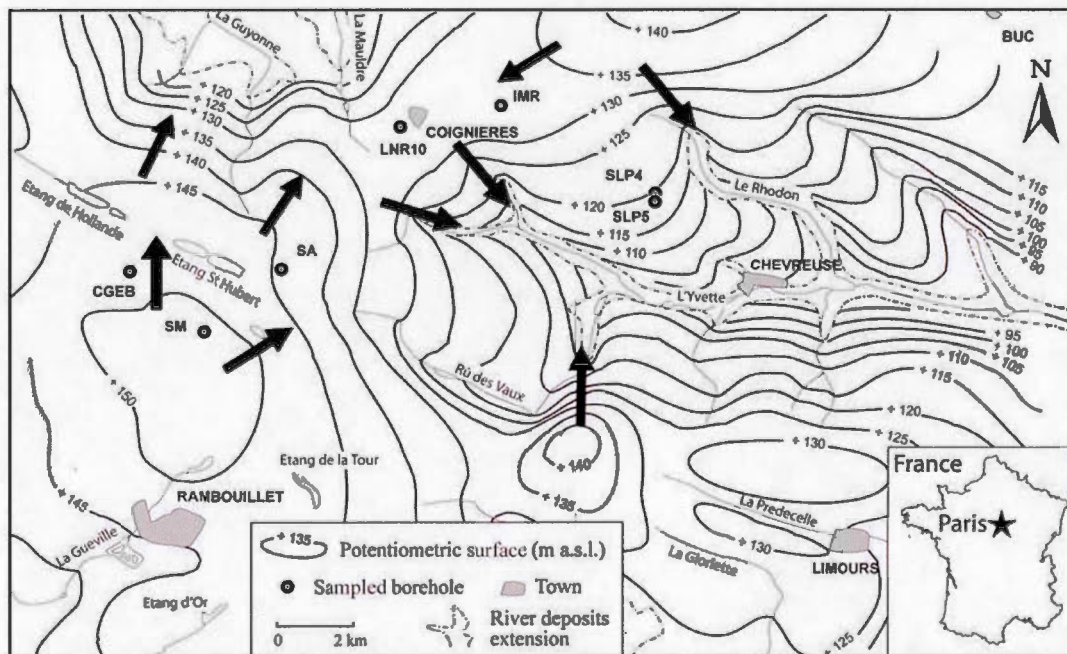 La Guyonne
La Mauldre
+ 140
BUC
N
+ 135
+ 130
+ 125
+ 120
+ 125
+ 130
+ 135
+ 140
+ 145
IMR
COIGNIERES
LNR10
SLP4
SLP5
+ 120
+ 115
+ 110
Le Rhodon
+ 115
+ 110
+ 105
+ 100
+ 95
+ 90
Etang de Hollande
Etang St Hubert
CGEB
SA
SM
CHEVREUSE
L'Yvette
+ 95
+ 100
+ 105
+ 110
+ 115
+ 120
+ 125
+ 150
Rû des Vaux
+ 140
+ 135
+ 130
Etang de la Tour
RAMBOUILLET
+ 145
La Gueville
Etang d'Or
La Predecelle
+ 130
La Gloriette
LIMOURS
+ 125
France
Paris
+ 135
Potentiometric surface (m a.s.l.)
Sampled borehole
Town
0 2 km
River deposits
extension